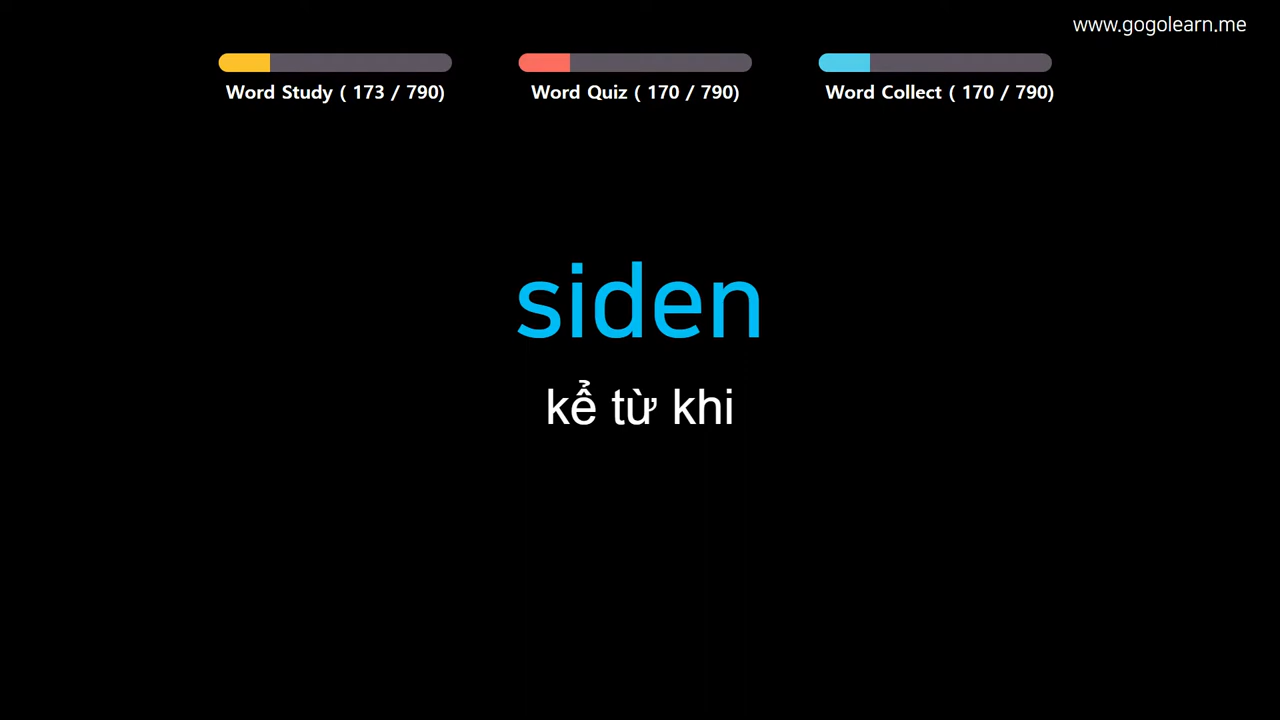 www.gogolearn.me
Word Study ( 173 / 790)
Word Quiz ( 170 / 790)
Word Collect ( 170 / 790)
siden
kể từ khi